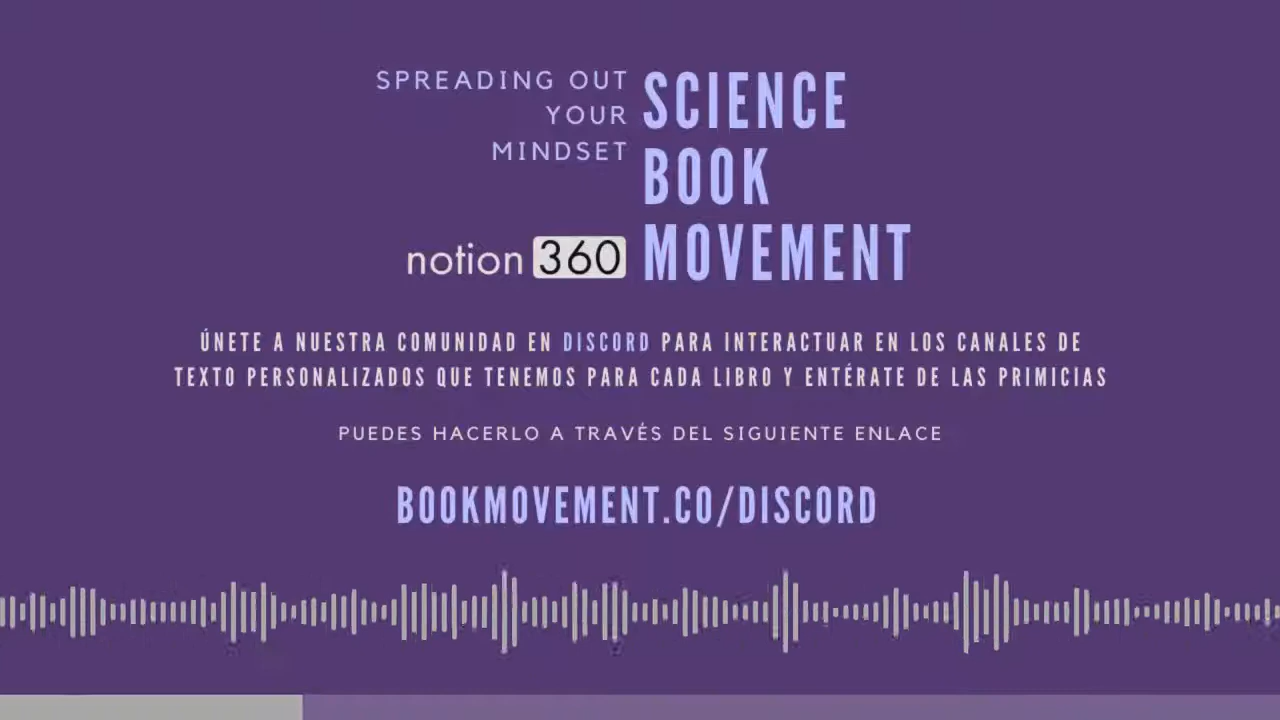 SPREADING OUT
YOUR
MINDSET
SCIENCE
BOOK
MOVEMENT
notion 360
ÚNETE A NUESTRA COMUNIDAD EN DISCORD PARA INTERACTUAR EN LOS CANALES DE
TEXTO PERSONALIZADOS QUE TENEMOS PARA CADA LIBRO Y ENTÉRATE DE LAS PRIMICIAS
PUEDES HACERLO A TRAVÉS DEL SIGUIENTE ENLACE
BOOKMOVEMENT.CO/DISCORD